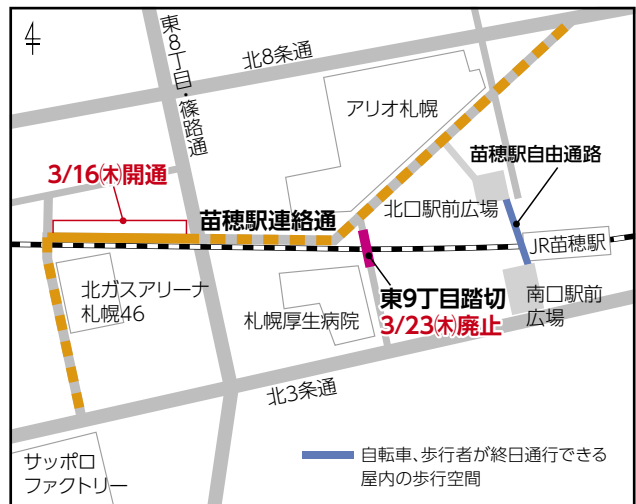 東8丁目・篠路通
北8条通
アリオ札幌
苗穂駅自由通路
3/16㈭開通
苗穂駅連絡通
北口駅前広場
JR苗穂駅
北ガスアリーナ
札幌46
札幌厚生病院
東9丁目踏切
3/23㈭廃止
南口駅前
広場
北3条通
サッポロ
ファクトリー
自転車、歩行者が終日通行できる
屋内の歩行空間